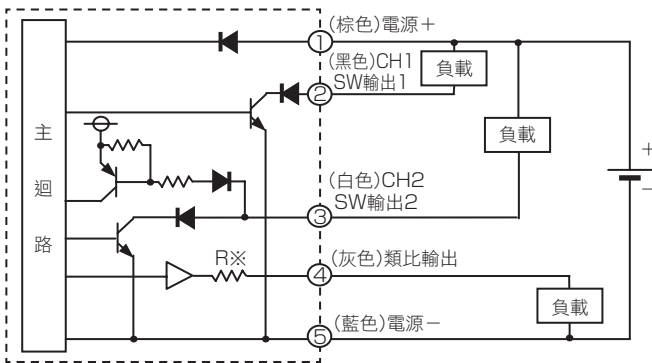 ①(棕色)電源+
(黑色)CH1
SW輸出1
②
負載
負載
主迴路
(白色)CH2
SW輸出2
③
R※
④(灰色)類比輸出
負載
⑤(藍色)電源−
+
−